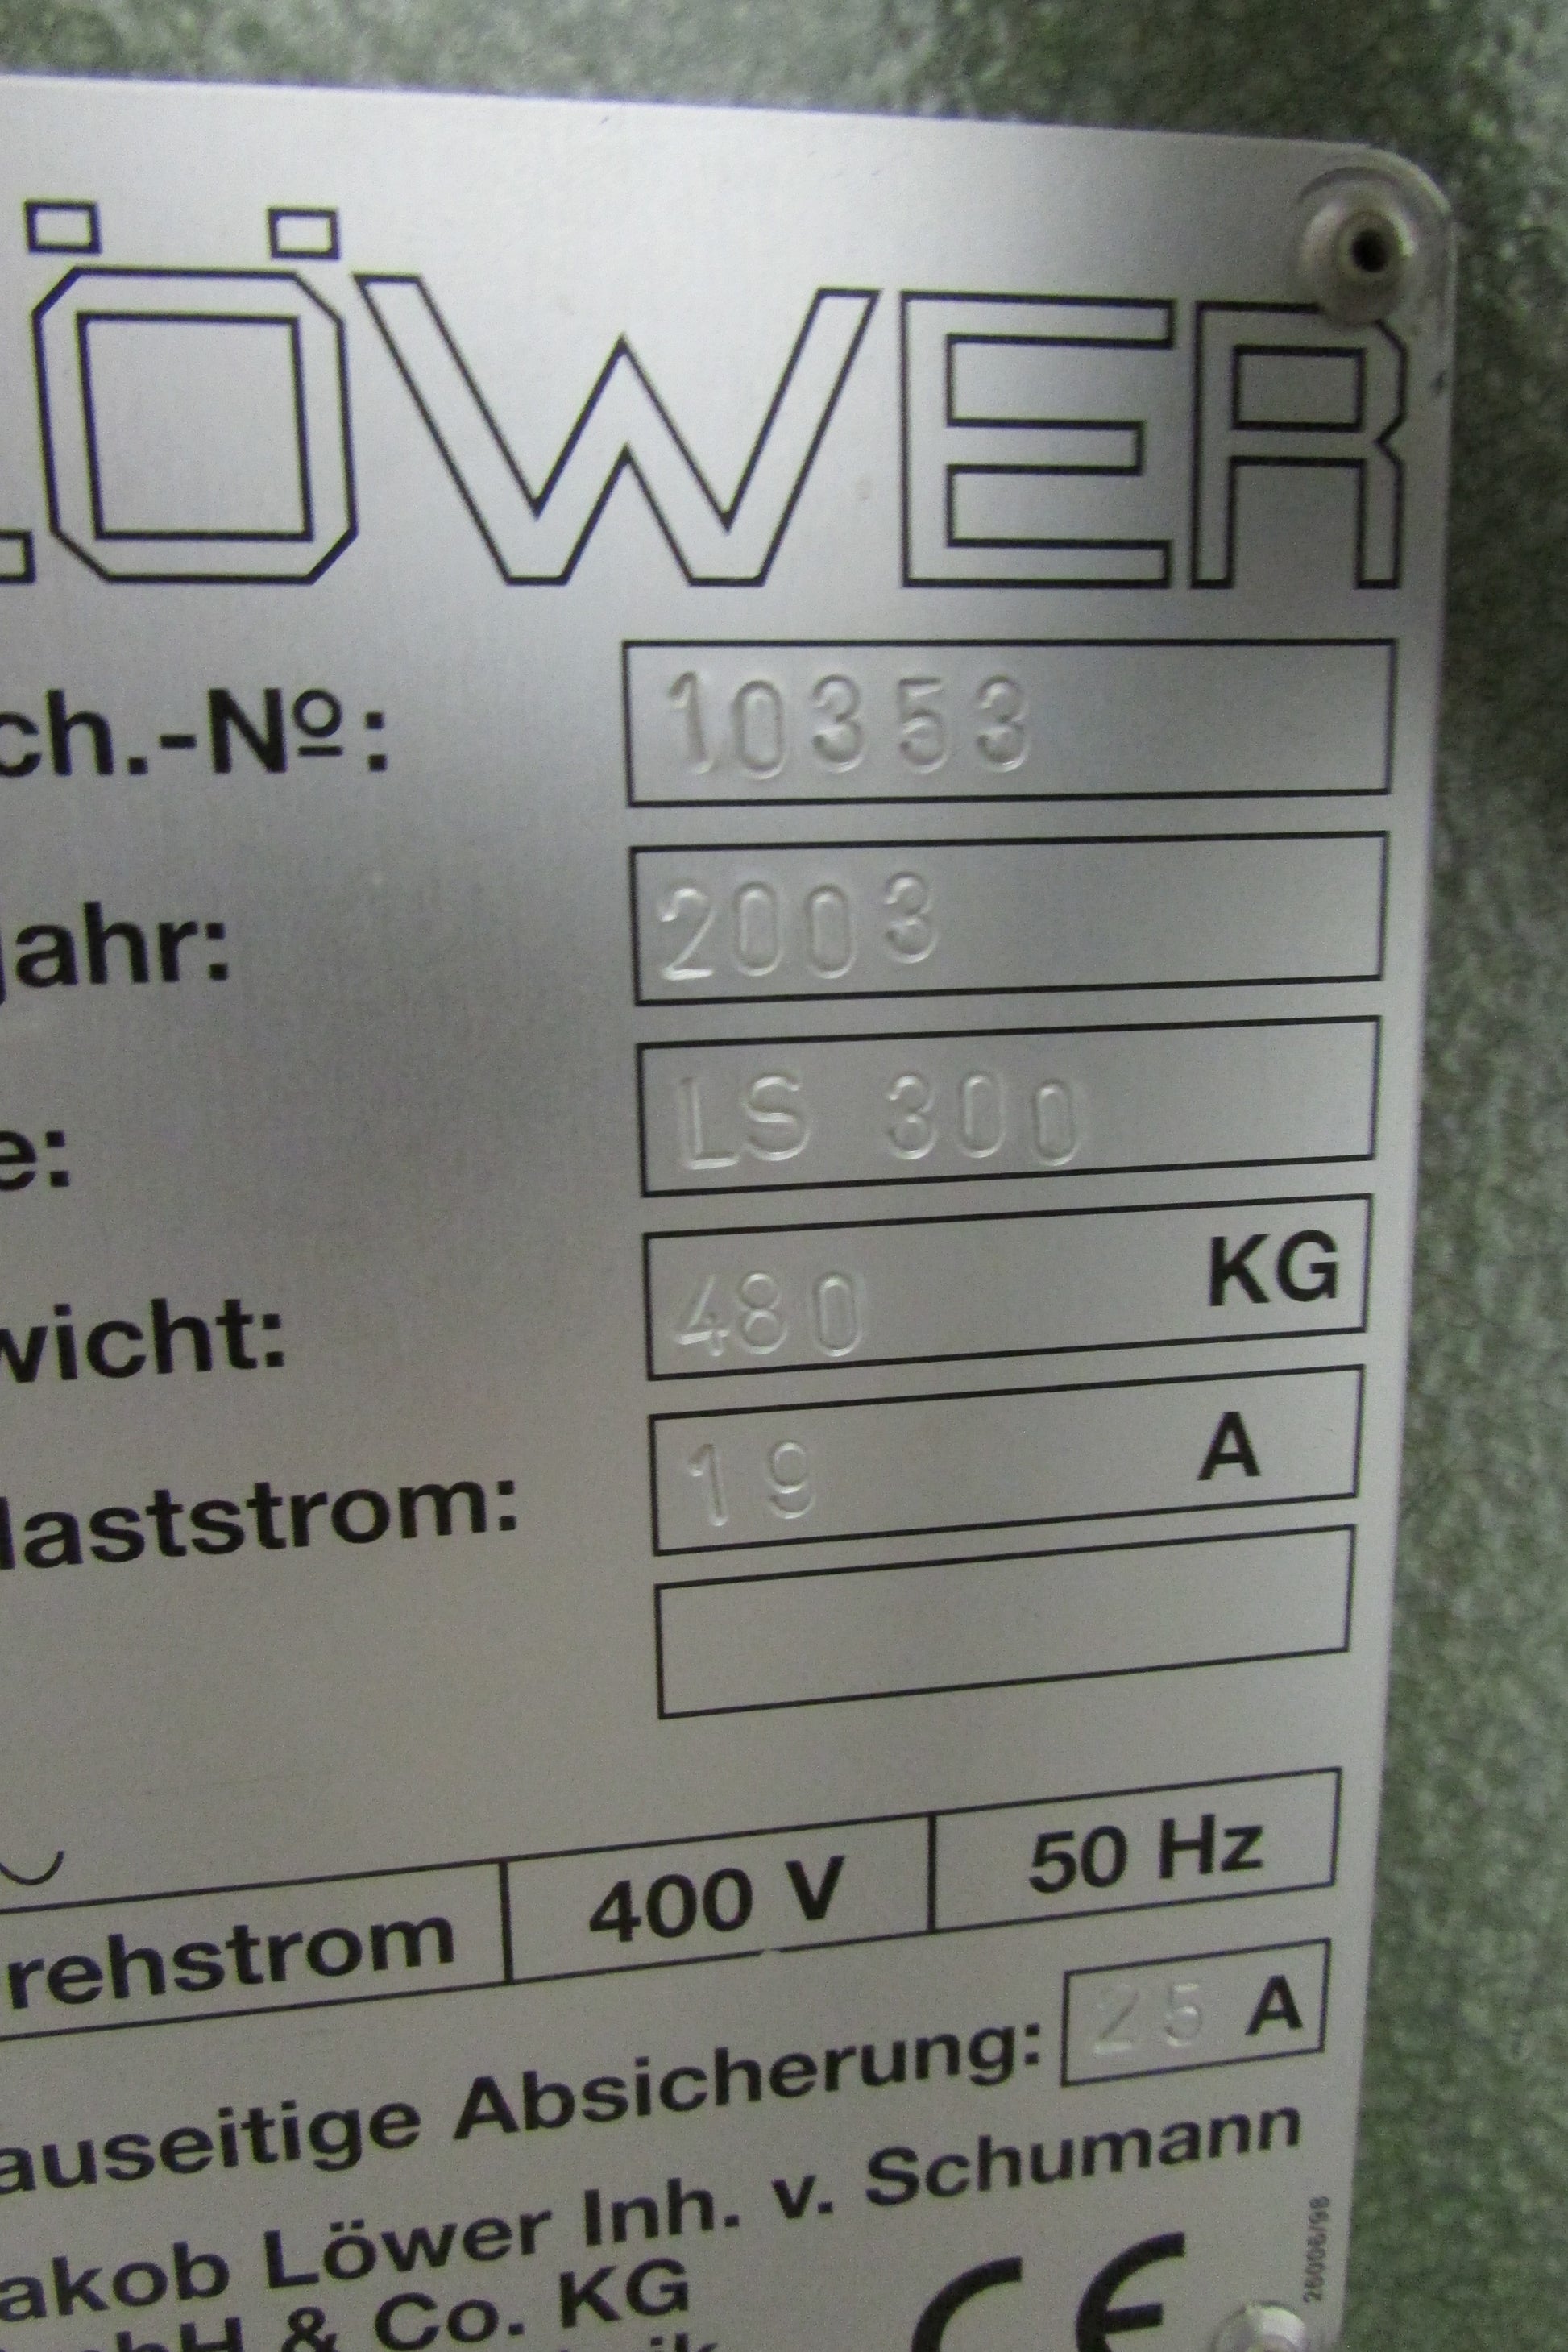 LÖWER
ch.-Nº: 10353
jahr: 2003
e: LS 300
wicht: 480 KG
laststrom: 19 A
rehstrom 400 V 50 Hz
auseitige Absicherung: 25 A
akob Löwer Inh. v. Schumann
mbH & Co. KG
CE